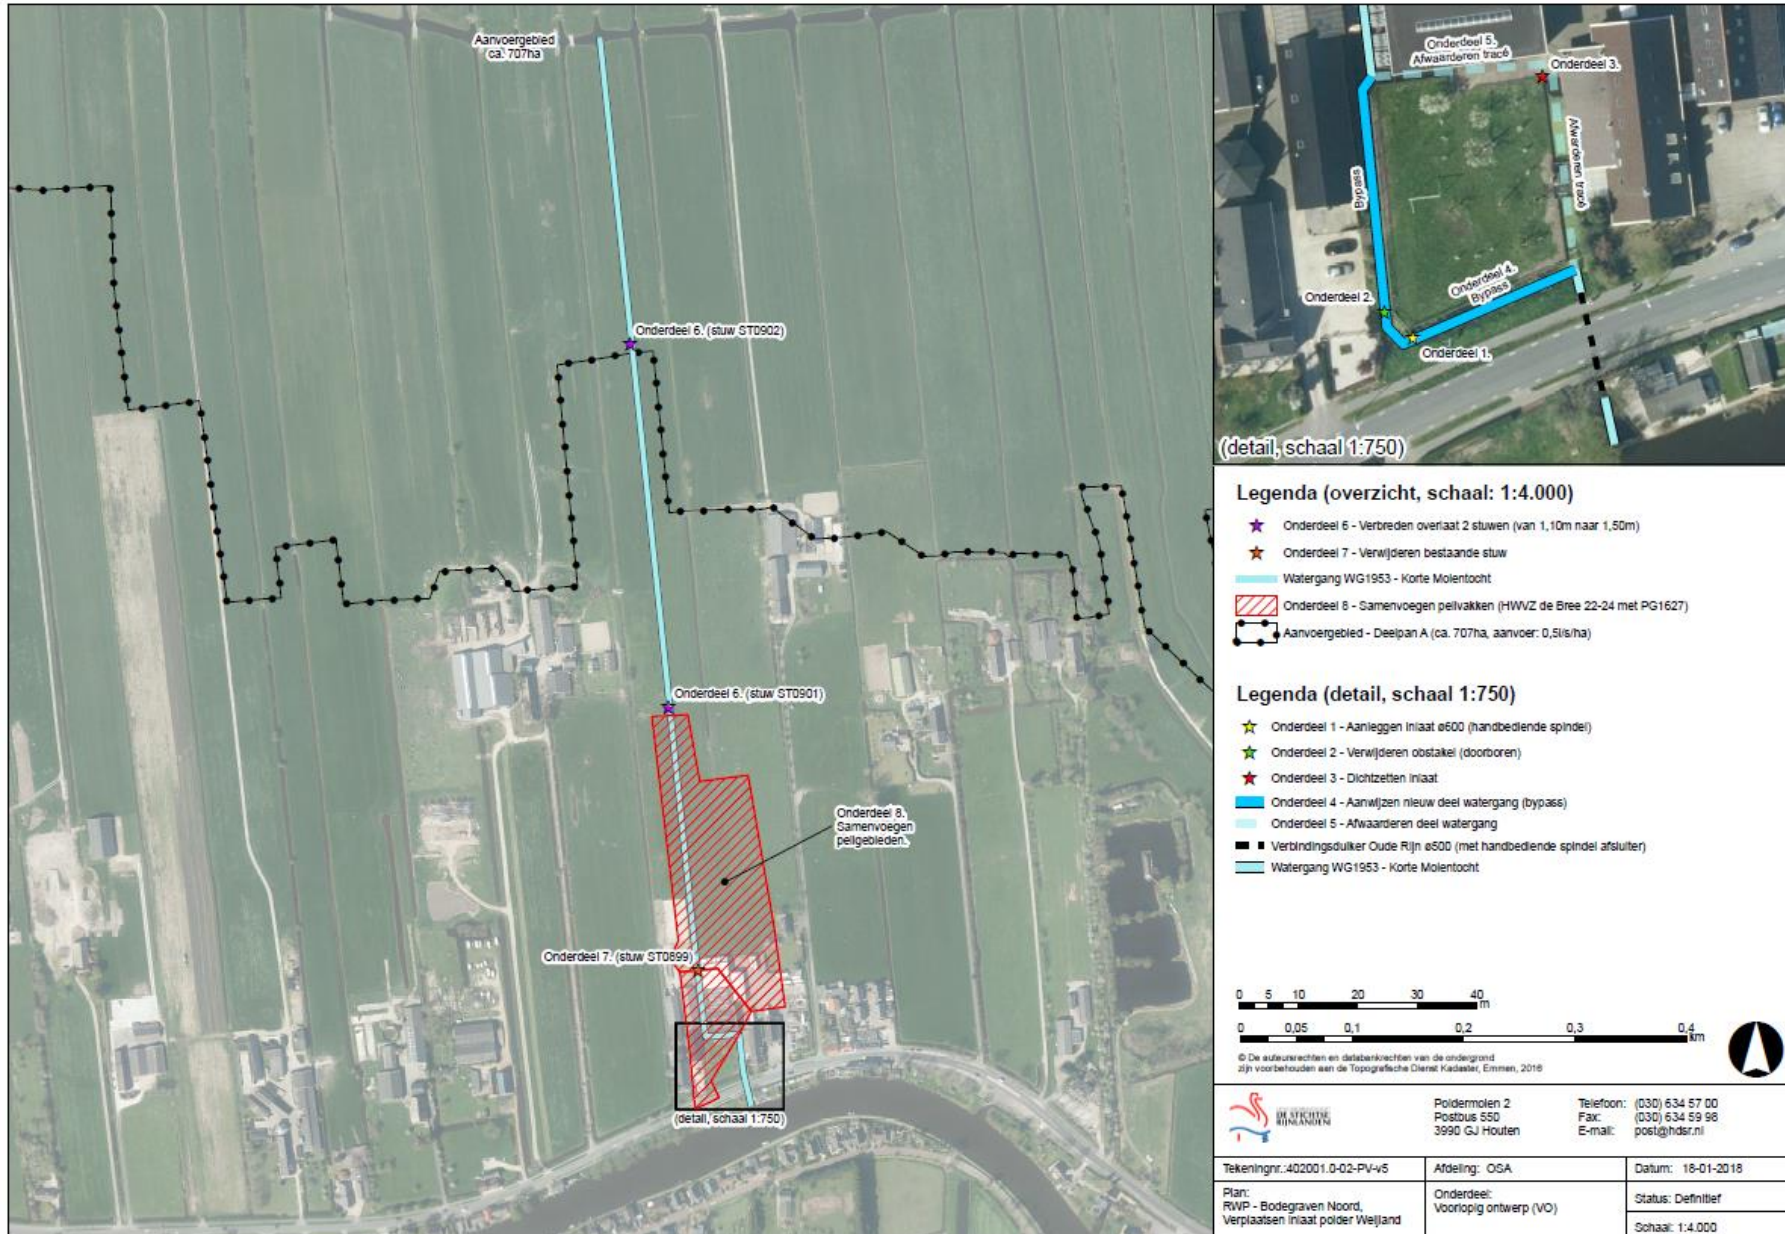 Aanvoergebied
ca. 707ha
Onderdeel 6. (stuw ST0902)
Onderdeel 6. (stuw ST0901)
Onderdeel 8.
Samenvoegen
peilgebieden.
Onderdeel 7. (stuw ST0899)
(detail, schaal 1:750)
Onderdeel 5.
Afwaarderen tracé
Onderdeel 3.
Afwarderen tracé
Bypass
Onderdeel 4.
Bypass
Onderdeel 2.
Onderdeel 1.
(detail, schaal 1:750)
Legenda (overzicht, schaal: 1:4.000)
Onderdeel 6 - Verbreden overlaat 2 stuwen (van 1,10m naar 1,50m)
Onderdeel 7 - Verwijderen bestaande stuw
Watergang WG1953 - Korte Molentocht
Onderdeel 8 - Samenvoegen peilvakken (HWVZ de Bree 22-24 met PG1627)
Aanvoergebied - Deelpan A (ca. 707ha, aanvoer: 0,5l/s/ha)
Legenda (detail, schaal 1:750)
Onderdeel 1 - Aanleggen inlaat ø600 (handbediende spindel)
Onderdeel 2 - Verwijderen obstakel (doorboren)
Onderdeel 3 - Dichtzetten inlaat
Onderdeel 4 - Aanwijzen nieuw deel watergang (bypass)
Onderdeel 5 - Afwaarderen deel watergang
Verbindingsduiker Oude Rijn ø500 (met handbediende spindel afsluiter)
Watergang WG1953 - Korte Molentocht
0 5 10 20 30 40 m
0 0,05 0,1 0,2 0,3 0,4 km
© De auteursrechten en databankrechten van de ondergrond
zijn voorbehouden aan de Topografische Dienst Kadaster, Emmen, 2016
DE STICHTSE
RIJNLANDEN
Poldermolen 2
Postbus 550
3990 GJ Houten
Telefoon: (030) 634 57 00
Fax: (030) 634 59 98
E-mail: post@hdsr.nl
Tekeningnr.:402001.0-02-PV-v5
Afdeling: OSA
Datum: 18-01-2018
Plan:
RWP - Bodegraven Noord,
Verplaatsen inlaat polder Weijland
Onderdeel:
Voorlopig ontwerp (VO)
Status: Definitief
Schaal: 1:4.000